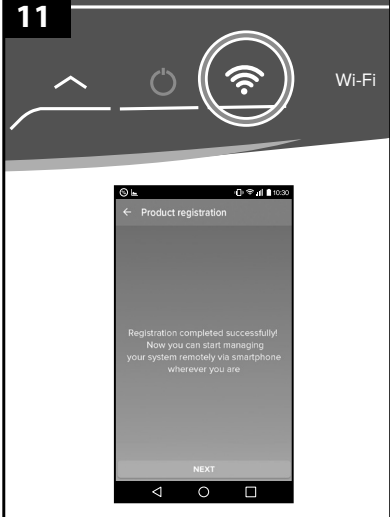 11
Wi-Fi
10:30
Product registration
Registration completed successfully!
Now you can start managing
your system remotely via smartphone
wherever you are
NEXT